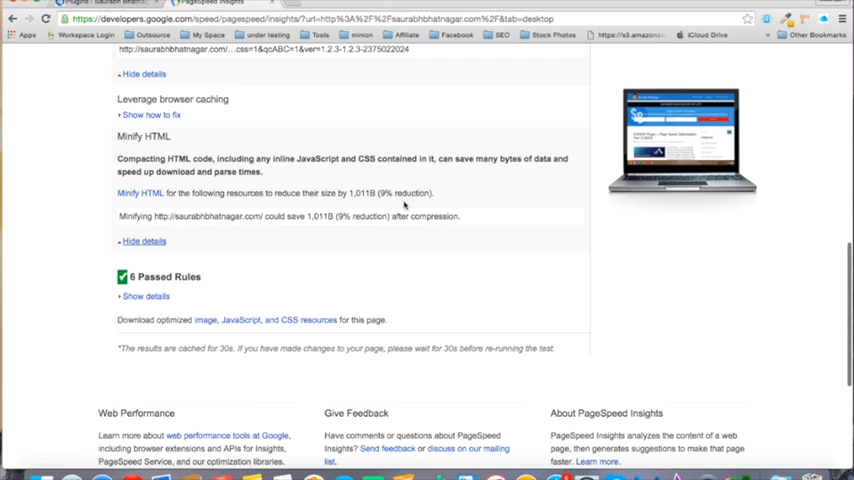 Plugins - Saurabh Bhatnag
PageSpeed Insights
https://developers.google.com/speed/pagespeed/insights/?url=http%3A%2F%2Fsaurabhbhatnagar.com%2F&tab=desktop
Apps
Workspace Login
My Space
under testing
Tools
minion
Affiliate
Facebook
SEO
Stock Photos
https://s3.amazonaw
iCloud Drive
Other Bookmarks
http://saurabhbhatnagar.com/…css=1&qcABC=1&ver=1.2.3-1.2.3-2375022024
Hide details
Leverage browser caching
Show how to fix
Minify HTML
Compacting HTML code, including any inline JavaScript and CSS contained in it, can save many bytes of data and
speed up download and parse times.
Minify HTML for the following resources to reduce their size by 1,011B (9% reduction).
Minifying http://saurabhbhatnagar.com/ could save 1,011B (9% reduction) after compression.
Hide details
6 Passed Rules
Show details
Download optimized image, JavaScript, and CSS resources for this page.
*The results are cached for 30s. If you have made changes to your page, please wait for 30s before re-running the test.
Web Performance
Learn more about web performance tools at Google,
including browser extensions and APIs for Insights,
PageSpeed Service, and our optimization libraries.
Give Feedback
Have comments or questions about PageSpeed
Insights? Send feedback or discuss on our mailing
list.
About PageSpeed Insights
PageSpeed Insights analyzes the content of a web
page, then generates suggestions to make that page
faster. Learn more.